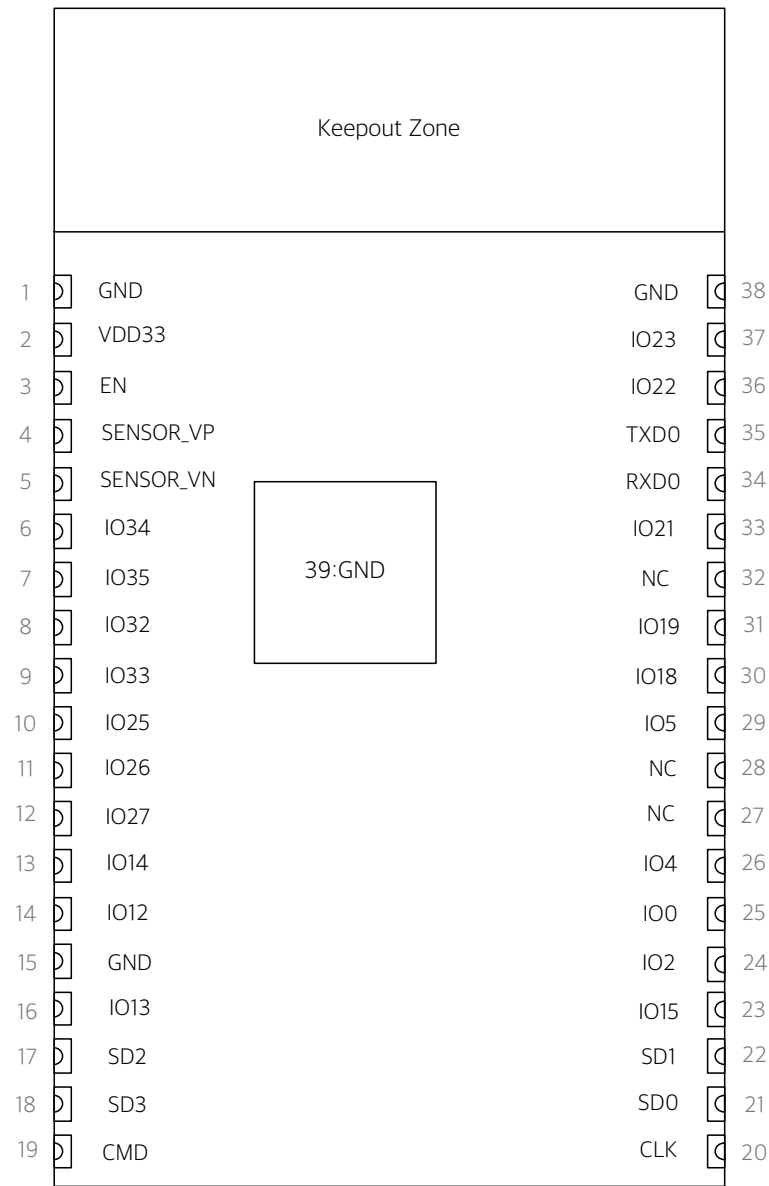 Keepout Zone
1 GND GND 38
2 VDD33 IO23 37
3 EN IO22 36
4 SENSOR_VP TXD0 35
5 SENSOR_VN RXD0 34
6 IO34 IO21 33
7 IO35 39:GND NC 32
8 IO32 IO19 31
9 IO33 IO18 30
10 IO25 IO5 29
11 IO26 NC 28
12 IO27 NC 27
13 IO14 IO4 26
14 IO12 IO0 25
15 GND IO2 24
16 IO13 IO15 23
17 SD2 SD1 22
18 SD3 SD0 21
19 CMD CLK 20